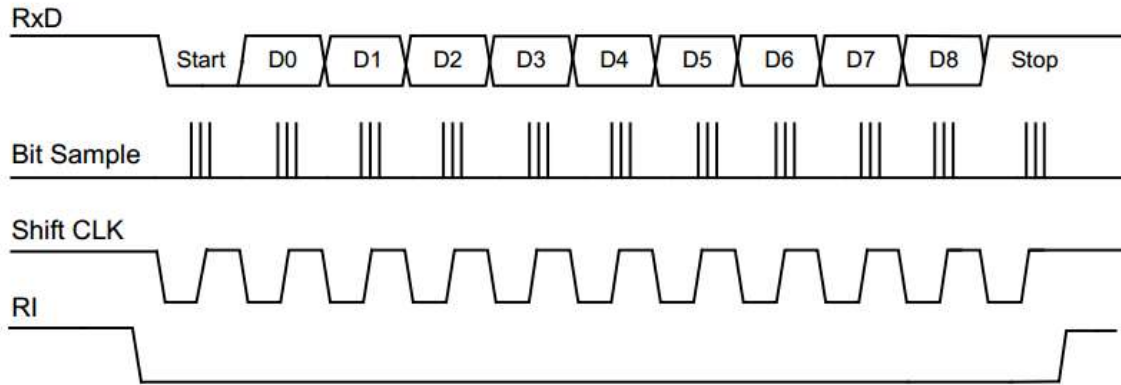 RxD
Start D0 D1 D2 D3 D4 D5 D6 D7 D8 Stop
Bit Sample
Shift CLK
RI